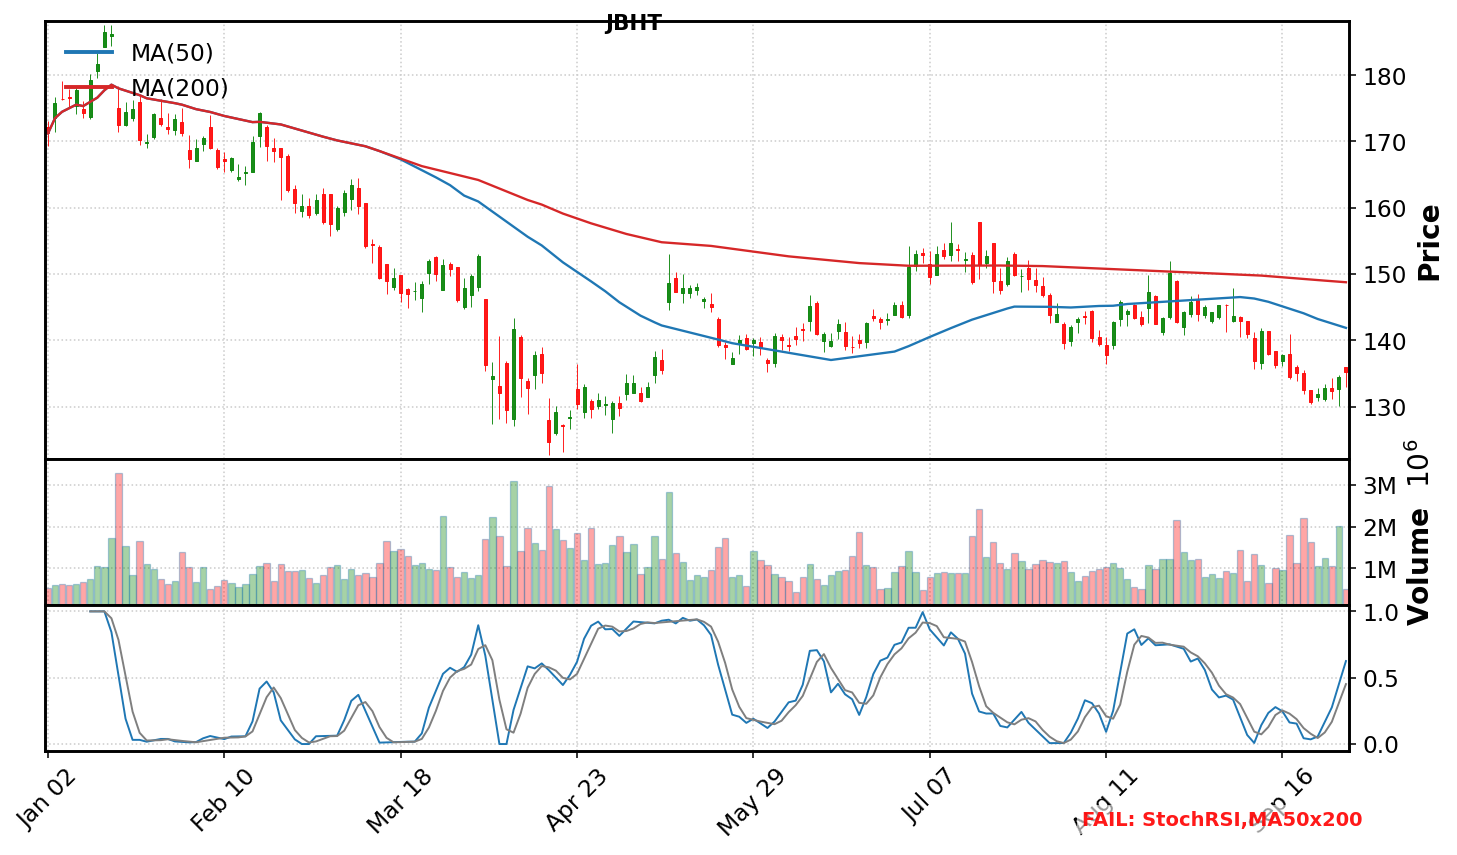 JBHT
MA(50)
MA(200)
180
170
160
150
140
130
Price
3M
2M
1M
Volume 10^6
1.0
0.5
0.0
Jan 02
Feb 10
Mar 18
Apr 23
May 29
Jul 07
Aug 11
Sep 16
FAIL: StochRSI,MA50x200